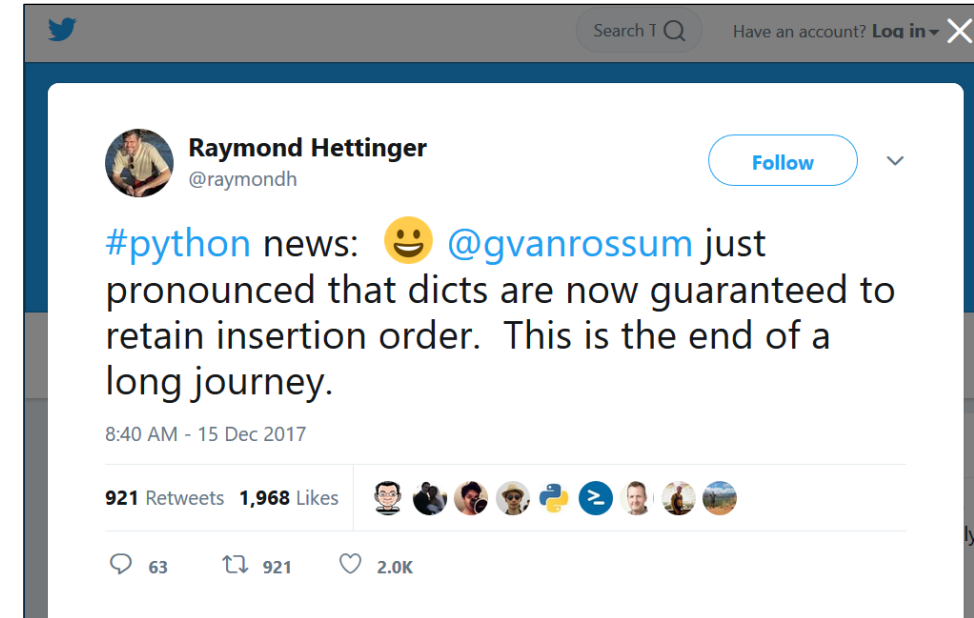 Search T
Have an account? Log in
Raymond Hettinger
@raymondh
Follow
#python news: 😀 @gvanrossum just
pronounced that dicts are now guaranteed to
retain insertion order. This is the end of a
long journey.
8:40 AM - 15 Dec 2017
921 Retweets 1,968 Likes
63 921 2.0K